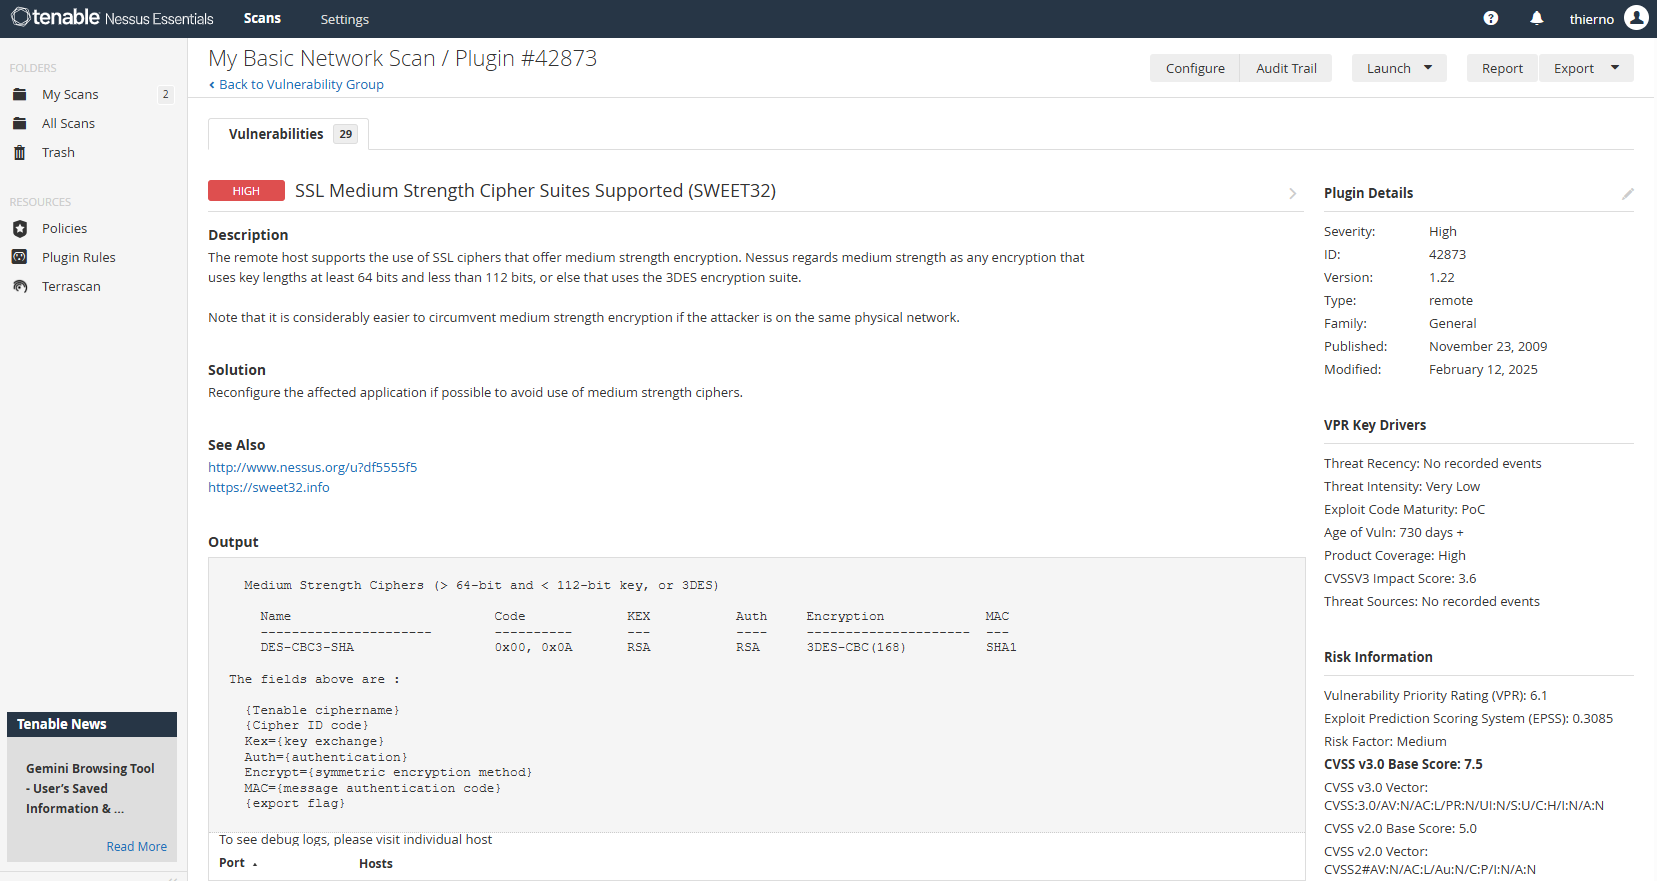 tenable Nessus Essentials
Scans
Settings
thierno
FOLDERS
My Scans 2
All Scans
Trash
RESOURCES
Policies
Plugin Rules
Terrascan
Tenable News
Gemini Browsing Tool
- User's Saved
Information & ...
Read More
My Basic Network Scan / Plugin #42873
‹ Back to Vulnerability Group
Configure
Audit Trail
Launch
Report
Export
Vulnerabilities 29
HIGH SSL Medium Strength Cipher Suites Supported (SWEET32)
Description
The remote host supports the use of SSL ciphers that offer medium strength encryption. Nessus regards medium strength as any encryption that
uses key lengths at least 64 bits and less than 112 bits, or else that uses the 3DES encryption suite.
Note that it is considerably easier to circumvent medium strength encryption if the attacker is on the same physical network.
Solution
Reconfigure the affected application if possible to avoid use of medium strength ciphers.
See Also
http://www.nessus.org/u?df5555f5
https://sweet32.info
Output
Medium Strength Ciphers (> 64-bit and < 112-bit key, or 3DES)
Name Code KEX Auth Encryption MAC
---------------------- ---------- --- ---- --------------------- ---
DES-CBC3-SHA 0x00, 0x0A RSA RSA 3DES-CBC(168) SHA1
The fields above are :
{Tenable ciphername}
{Cipher ID code}
Kex={key exchange}
Auth={authentication}
Encrypt={symmetric encryption method}
MAC={message authentication code}
{export flag}
To see debug logs, please visit individual host
Port Hosts
Plugin Details
Severity: High
ID: 42873
Version: 1.22
Type: remote
Family: General
Published: November 23, 2009
Modified: February 12, 2025
VPR Key Drivers
Threat Recency: No recorded events
Threat Intensity: Very Low
Exploit Code Maturity: PoC
Age of Vuln: 730 days +
Product Coverage: High
CVSSV3 Impact Score: 3.6
Threat Sources: No recorded events
Risk Information
Vulnerability Priority Rating (VPR): 6.1
Exploit Prediction Scoring System (EPSS): 0.3085
Risk Factor: Medium
CVSS v3.0 Base Score: 7.5
CVSS v3.0 Vector:
CVSS:3.0/AV:N/AC:L/PR:N/UI:N/S:U/C:H/I:N/A:N
CVSS v2.0 Base Score: 5.0
CVSS v2.0 Vector:
CVSS2#AV:N/AC:L/Au:N/C:P/I:N/A:N